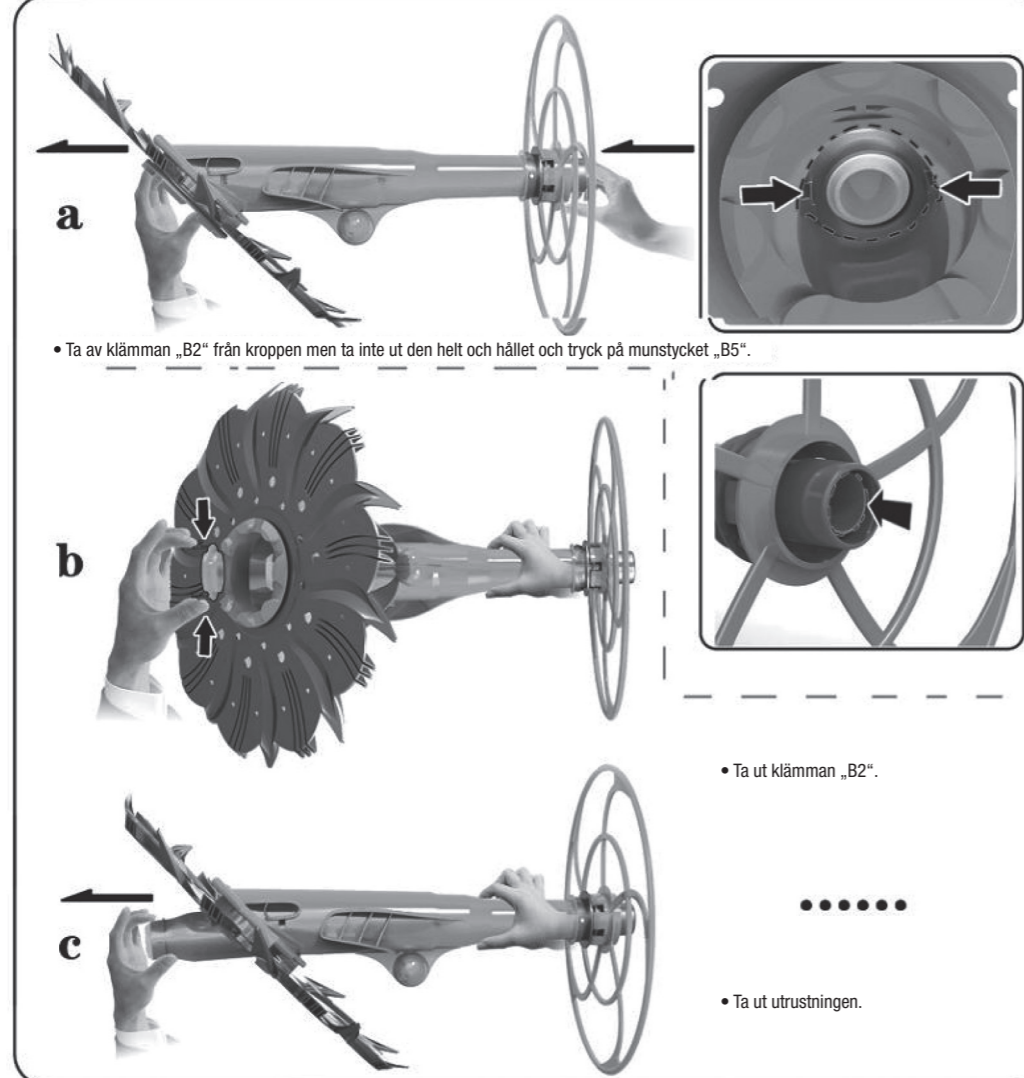 a
• Ta av klämman „B2“ från kroppen men ta inte ut den helt och hållet och tryck på munstycket „B5“.
b
• Ta ut klämman „B2“.
c
• Ta ut utrustningen.